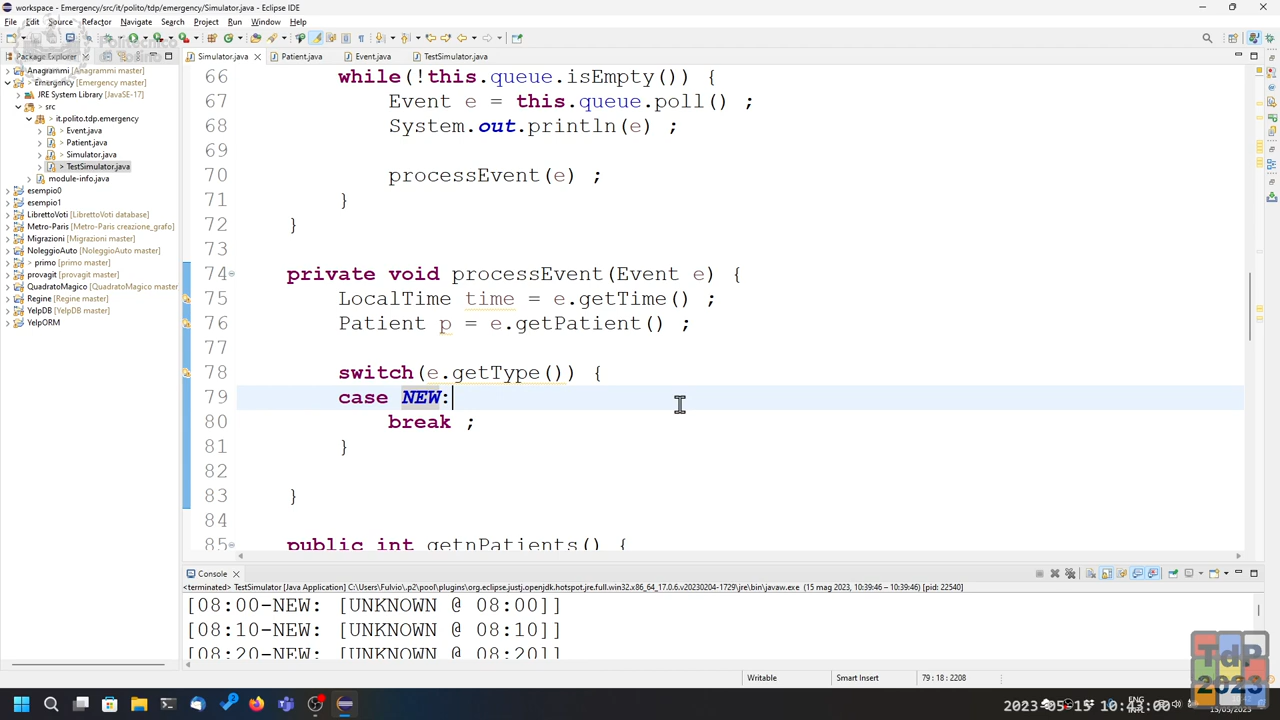 workspace - Emergency/src/it/polito/tdp/emergency/Simulator.java - Eclipse IDE
File Edit Source Refactor Navigate Search Project Run Window Help
Politecnico
Package Explorer
Simulator.java Patient.java Event.java TestSimulator.java
Anagrammi [Anagrammi master]
Emergency [Emergency master]
JRE System Library [JavaSE-17]
src
it.polito.tdp.emergency
Event.java
Patient.java
Simulator.java
TestSimulator.java
module-info.java
esempio0
esempio1
LibrettoVoti [LibrettoVoti database]
Metro-Paris [Metro-Paris creazione_grafo]
Migrazioni [Migrazioni master]
NoleggioAuto [NoleggioAuto master]
primo [primo master]
provagit [provagit master]
QuadratoMagico [QuadratoMagico master]
Regine [Regine master]
YelpDB [YelpDB master]
YelpORM
66 while(!this.queue.isEmpty()) {
67 Event e = this.queue.poll() ;
68 System.out.println(e) ;
69
70 processEvent(e) ;
71 }
72 }
73
74 private void processEvent(Event e) {
75 LocalTime time = e.getTime() ;
76 Patient p = e.getPatient() ;
77
78 switch(e.getType()) {
79 case NEW:
80 break ;
81 }
82
83 }
84
85 public int getnPatients() {
Console
<terminated> TestSimulator [Java Application] C:\Users\Fulvio\.p2\pool\plugins\org.eclipse.justj.openjdk.hotspot.jre.full.win32.x86_64_17.0.6.v20230204-1729\jre\bin\javaw.exe (15 mag 2023, 10:39:46 – 10:39:46) [pid: 22540]
[08:00-NEW: [UNKNOWN @ 08:00]]
[08:10-NEW: [UNKNOWN @ 08:10]]
[08:20-NEW: [UNKNOWN @ 08:20]]
Writable Smart Insert 79 : 18 : 2208
TdP
2023
ENG